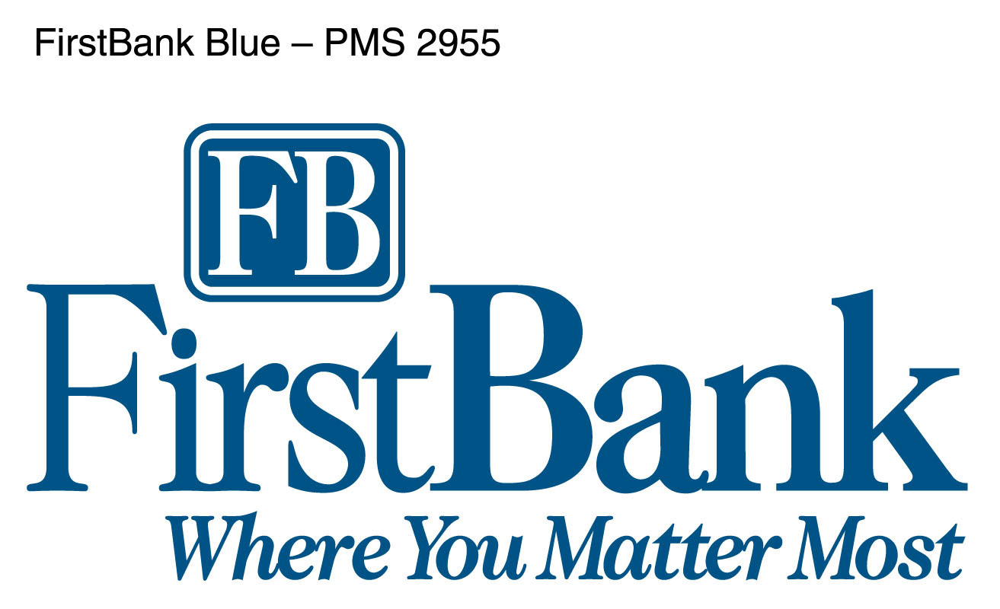 FirstBank Blue – PMS 2955
FB
FirstBank
Where You Matter Most